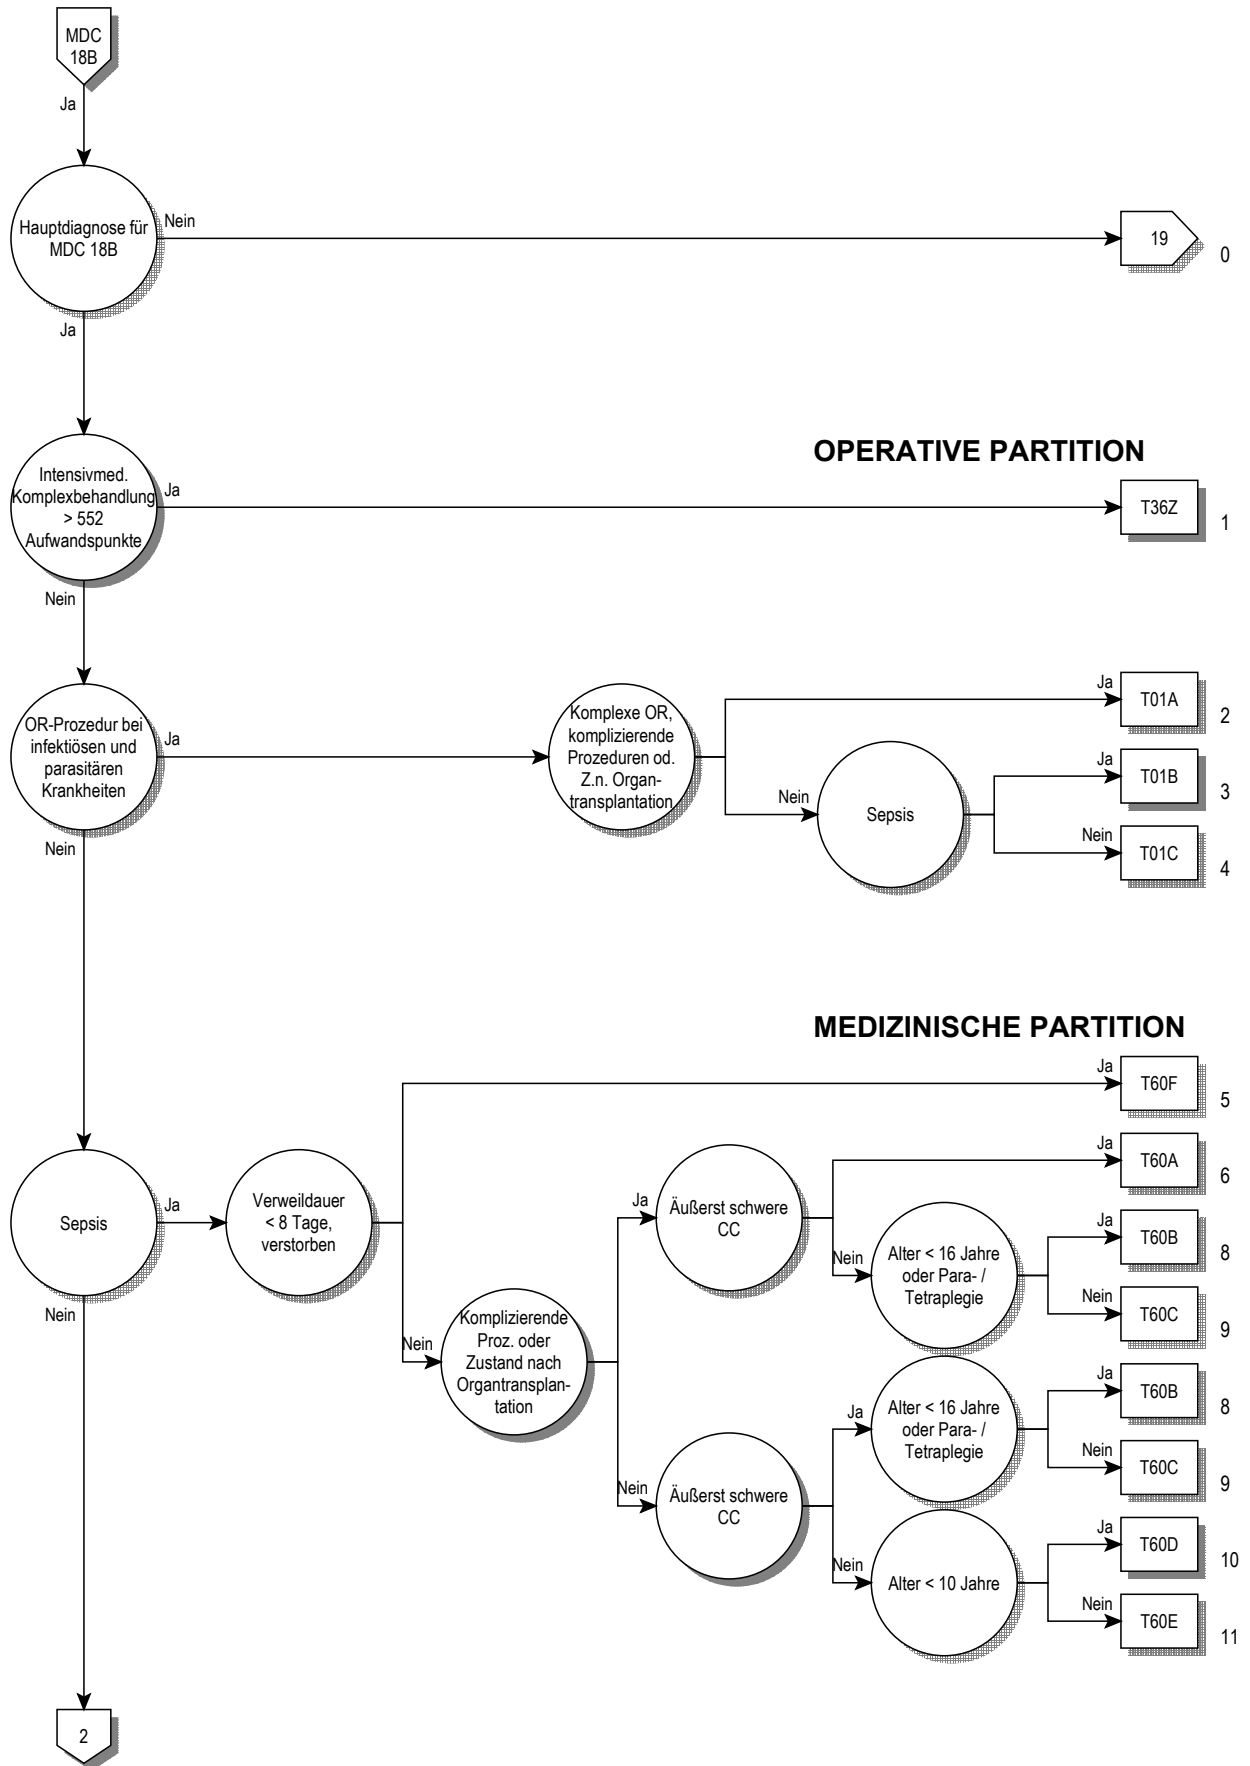 MDC
18B
Ja
Hauptdiagnose für
MDC 18B
Nein
19
0
Ja
OPERATIVE PARTITION
Intensivmed.
Komplexbehandlung
> 552
Aufwandspunkte
Ja
T36Z
1
Nein
OR-Prozedur bei
infektiösen und
parasitären
Krankheiten
Ja
Komplexe OR,
komplizierende
Prozeduren od.
Z.n. Organ-
transplantation
Ja
T01A
2
Nein
Sepsis
Ja
T01B
3
Nein
T01C
4
Nein
MEDIZINISCHE PARTITION
Sepsis
Ja
Verweildauer
< 8 Tage,
verstorben
Ja
T60F
5
Nein
Komplizierende
Proz. oder
Zustand nach
Organtransplan-
tation
Ja
Äußerst schwere
CC
Ja
T60A
6
Nein
Alter < 16 Jahre
oder Para- /
Tetraplegie
Ja
T60B
8
Nein
T60C
9
Nein
Äußerst schwere
CC
Ja
Alter < 16 Jahre
oder Para- /
Tetraplegie
Ja
T60B
8
Nein
T60C
9
Nein
Alter < 10 Jahre
Ja
T60D
10
Nein
T60E
11
Nein
2